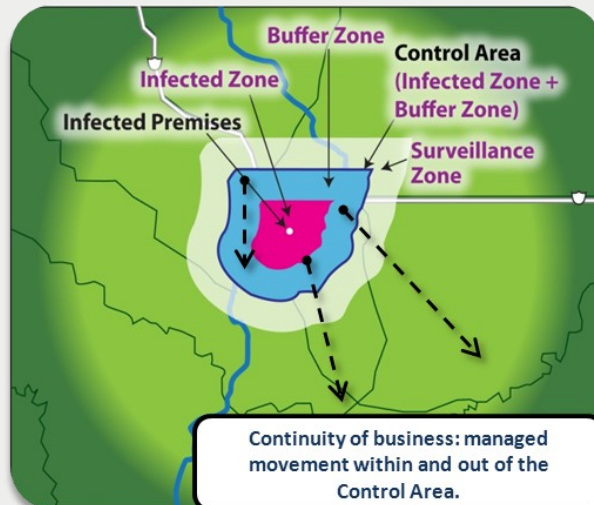 Buffer Zone
Infected Zone
Infected Premises
Control Area
(Infected Zone +
Buffer Zone)
Surveillance
Zone
Continuity of business: managed
movement within and out of the
Control Area.